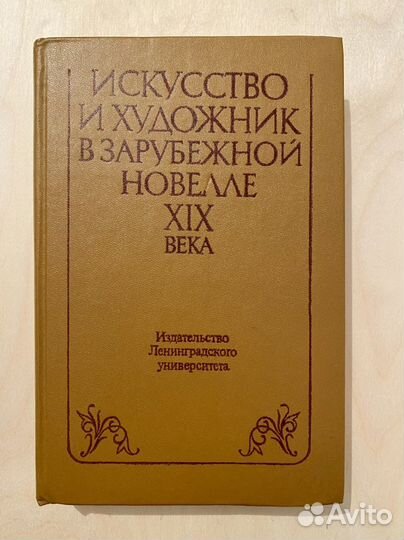 ИСКУССТВО
И ХУДОЖНИК
В ЗАРУБЕЖНОЙ
НОВЕЛЛЕ
XIX
ВЕКА
Издательство
Ленинградского
университета
Avito